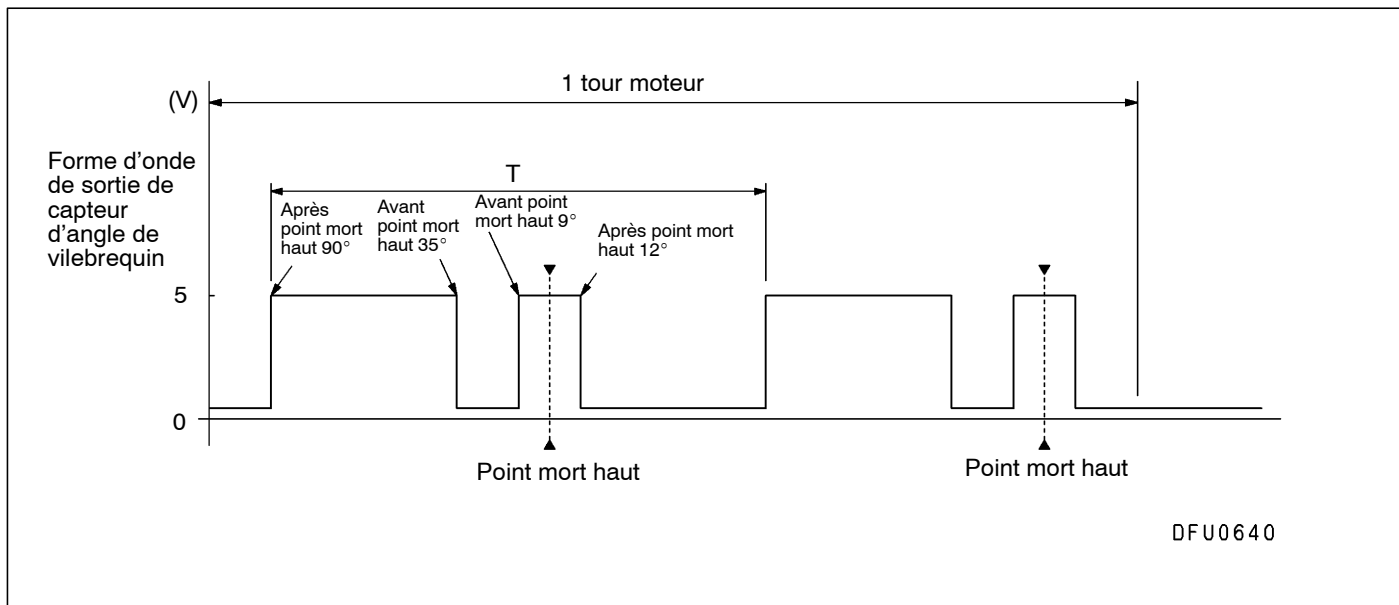 1 tour moteur
(V)
Forme d'onde
de sortie de
capteur
d'angle de
vilebrequin
T
Après
point mort
haut 90°
Avant
point mort
haut 35°
Avant point
mort haut 9°
Après point mort
haut 12°
5
0
Point mort haut
Point mort haut
DFU0640